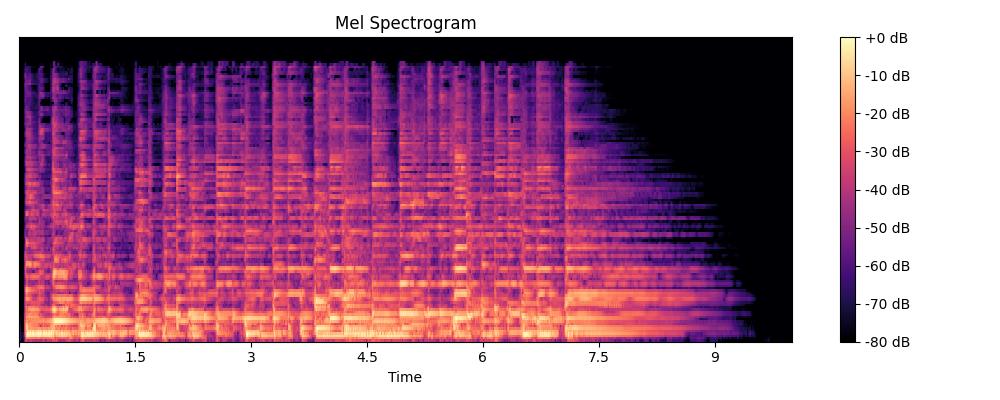 Mel Spectrogram
+0 dB
-10 dB
-20 dB
-30 dB
-40 dB
-50 dB
-60 dB
-70 dB
-80 dB
0 1.5 3 4.5 6 7.5 9
Time